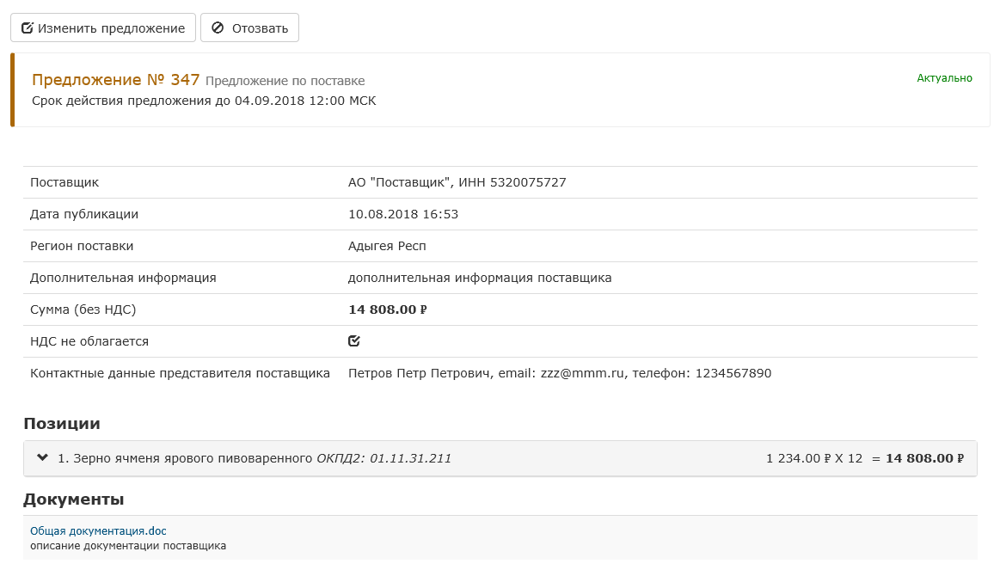 Изменить предложение Отозвать
Предложение № 347 Предложение по поставке Актуально
Срок действия предложения до 04.09.2018 12:00 МСК
Поставщик АО "Поставщик", ИНН 5320075727
Дата публикации 10.08.2018 16:53
Регион поставки Адыгея Респ
Дополнительная информация дополнительная информация поставщика
Сумма (без НДС) 14 808.00 ₽
НДС не облагается
Контактные данные представителя поставщика Петров Петр Петрович, email: zzz@mmm.ru, телефон: 1234567890
Позиции
1. Зерно ячменя ярового пивоваренного ОКПД2: 01.11.31.211 1 234.00 ₽ X 12 = 14 808.00 ₽
Документы
Общая документация.doc
описание документации поставщика